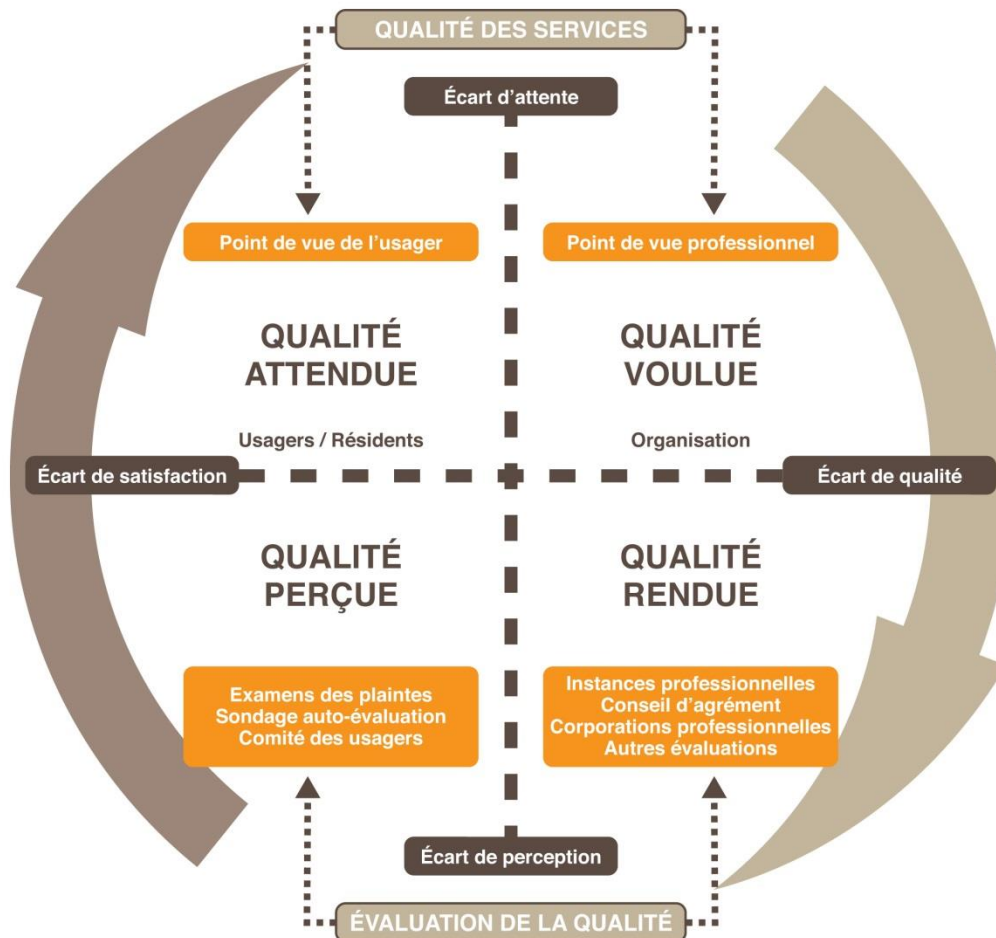 QUALITÉ DES SERVICES
Écart d'attente
Point de vue de l'usager
Point de vue professionnel
QUALITÉ
ATTENDUE
QUALITÉ
VOULUE
Usagers / Résidents
Organisation
Écart de satisfaction
Écart de qualité
QUALITÉ
PERÇUE
QUALITÉ
RENDUE
Examens des plaintes
Sondage auto-évaluation
Comité des usagers
Instances professionnelles
Conseil d'agrément
Corporations professionnelles
Autres évaluations
Écart de perception
ÉVALUATION DE LA QUALITÉ